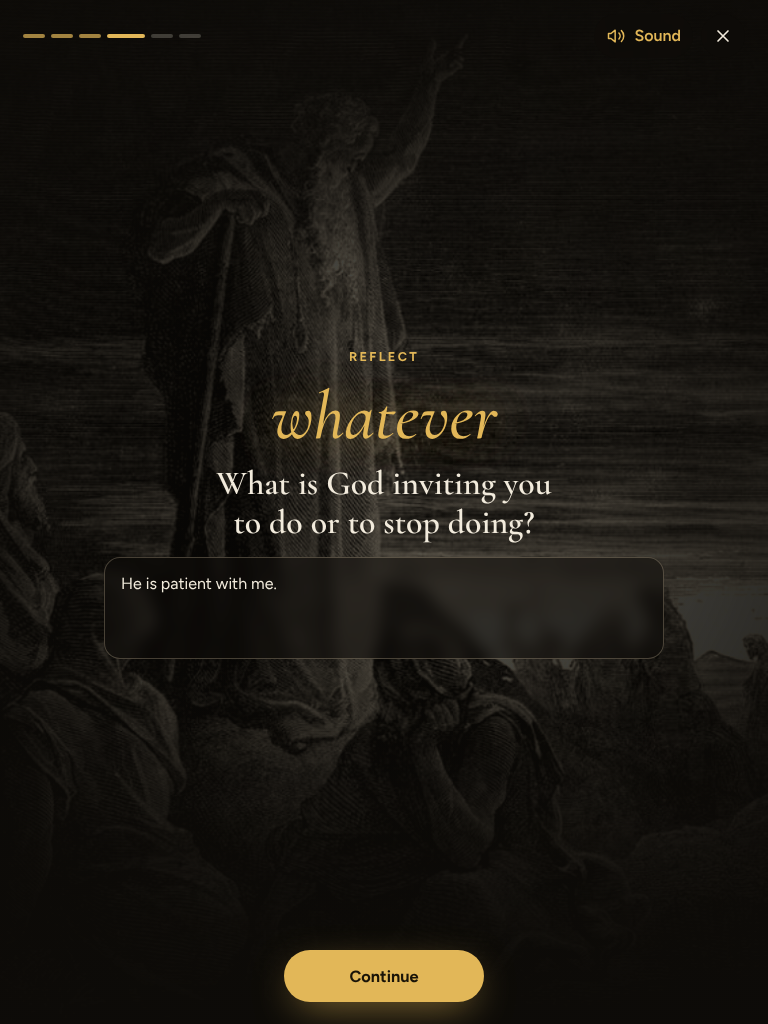 Sound
REFLECT
whatever
What is God inviting you
to do or to stop doing?
He is patient with me.
Continue